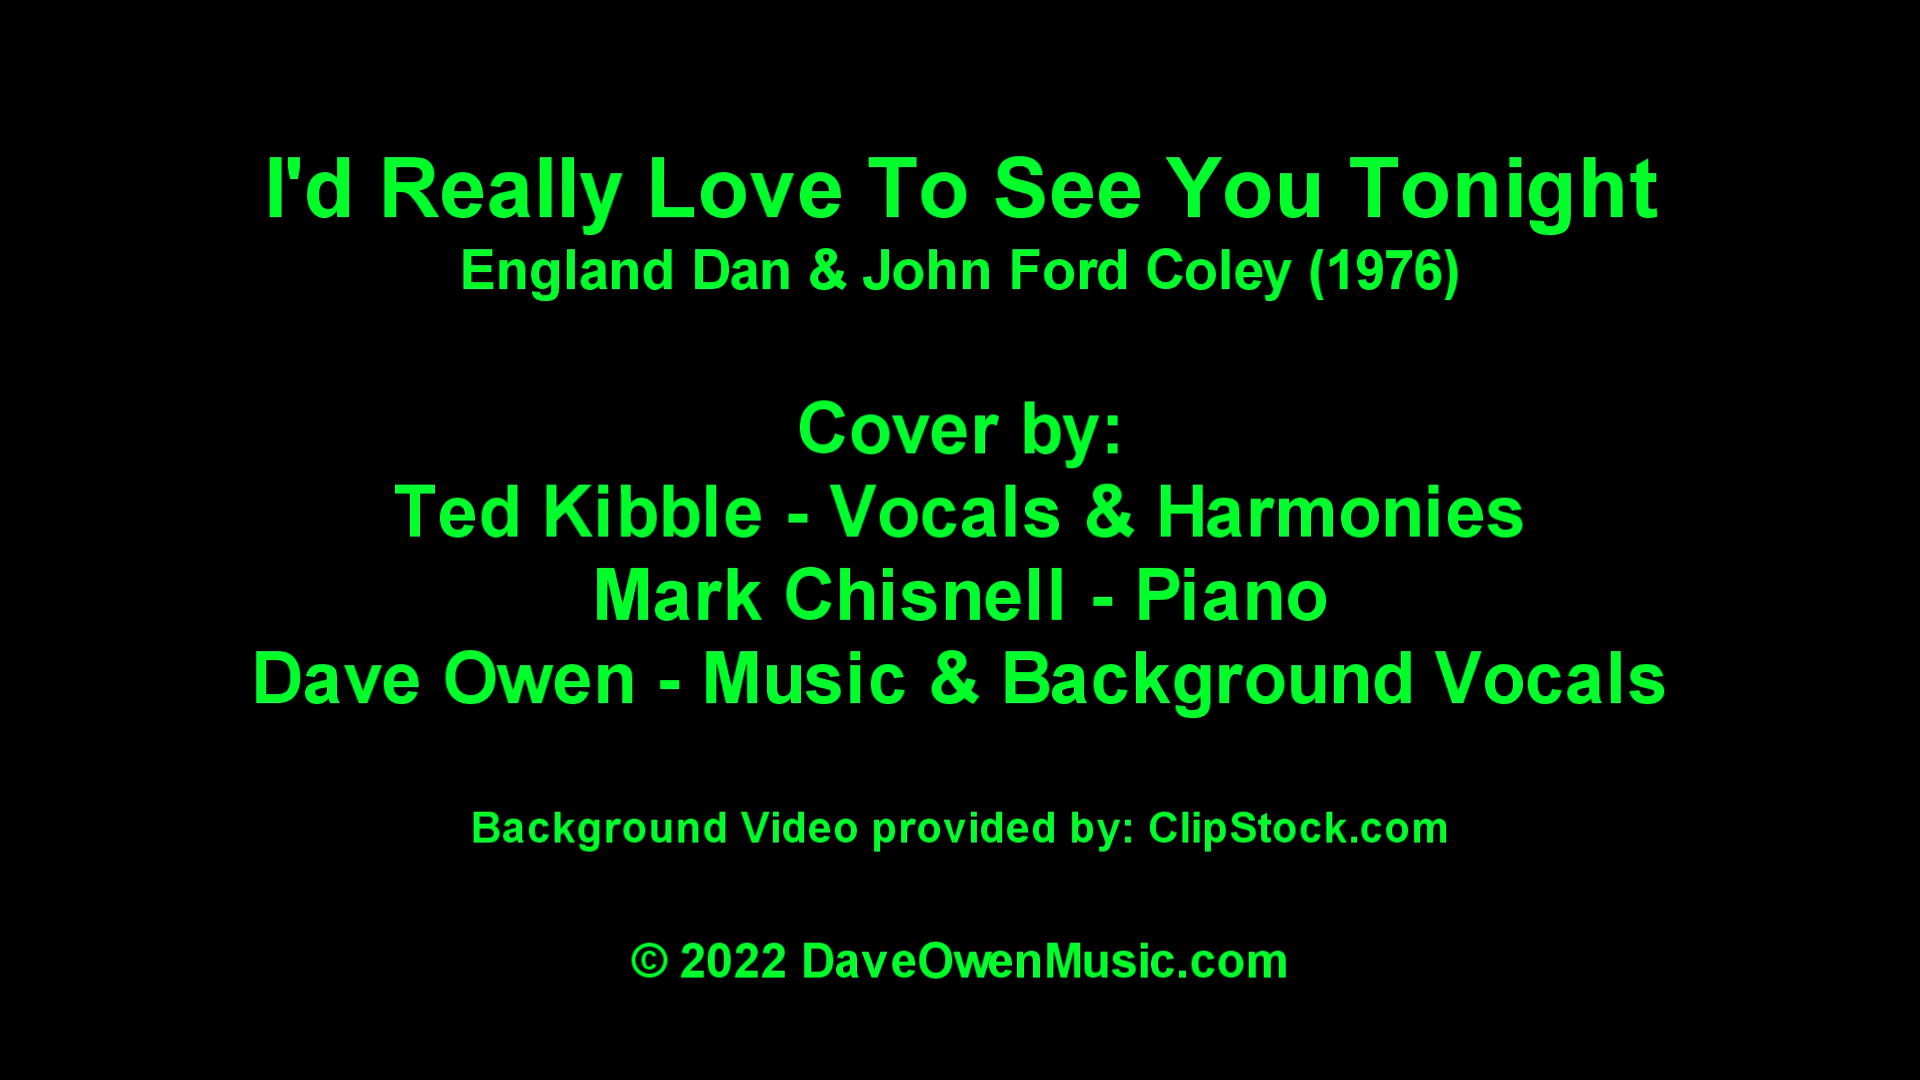 I'd Really Love To See You Tonight
England Dan & John Ford Coley (1976)
Cover by:
Ted Kibble - Vocals & Harmonies
Mark Chisnell - Piano
Dave Owen - Music & Background Vocals
Background Video provided by: ClipStock.com
© 2022 DaveOwenMusic.com